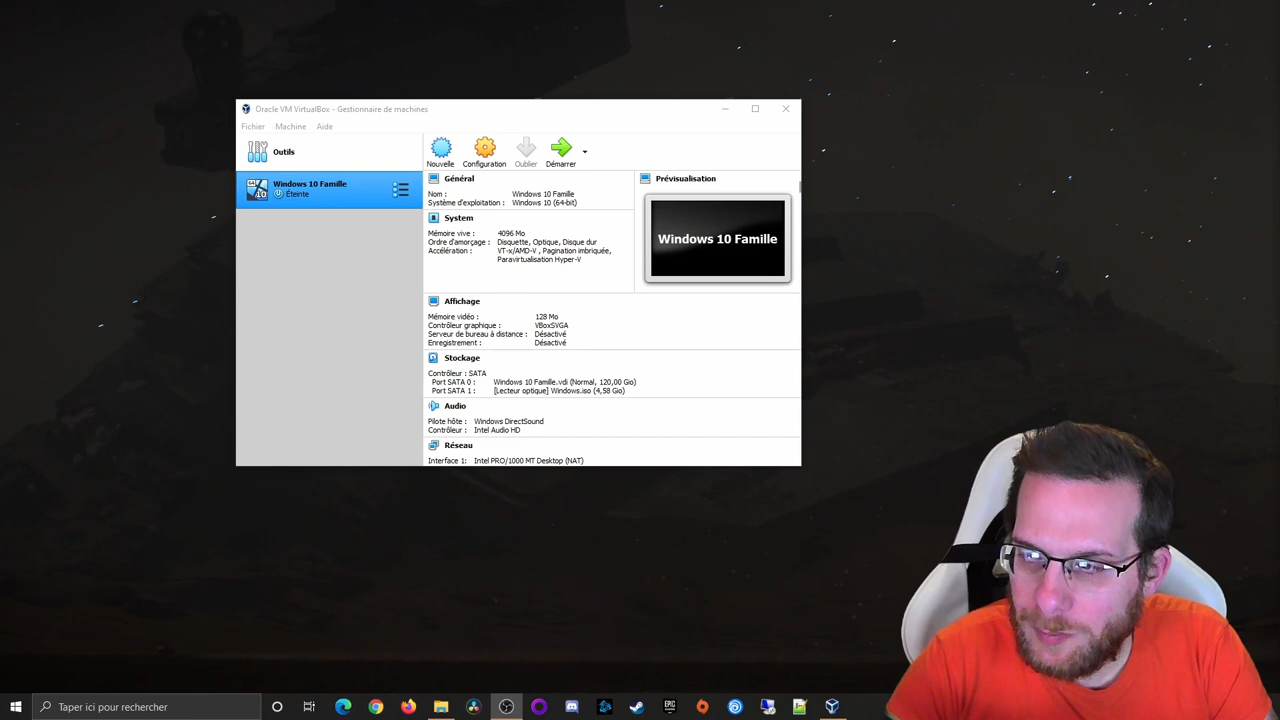 Oracle VM VirtualBox - Gestionnaire de machines
Fichier Machine Aide
Outils
Nouvelle Configuration Oublier Démarrer
Windows 10 Famille
Éteinte
Général
Nom : Windows 10 Famille
Système d'exploitation : Windows 10 (64-bit)
System
Mémoire vive : 4096 Mo
Ordre d'amorçage : Disquette, Optique, Disque dur
Accélération : VT-x/AMD-V , Pagination imbriquée,
Paravirtualisation Hyper-V
Prévisualisation
Windows 10 Famille
Affichage
Mémoire vidéo : 128 Mo
Contrôleur graphique : VBoxSVGA
Serveur de bureau à distance : Désactivé
Enregistrement : Désactivé
Stockage
Contrôleur : SATA
Port SATA 0 : Windows 10 Famille.vdi (Normal, 120,00 Gio)
Port SATA 1 : [Lecteur optique] Windows.iso (4,58 Gio)
Audio
Pilote hôte : Windows DirectSound
Contrôleur : Intel Audio HD
Réseau
Interface 1: Intel PRO/1000 MT Desktop (NAT)
Taper ici pour rechercher
EPIC